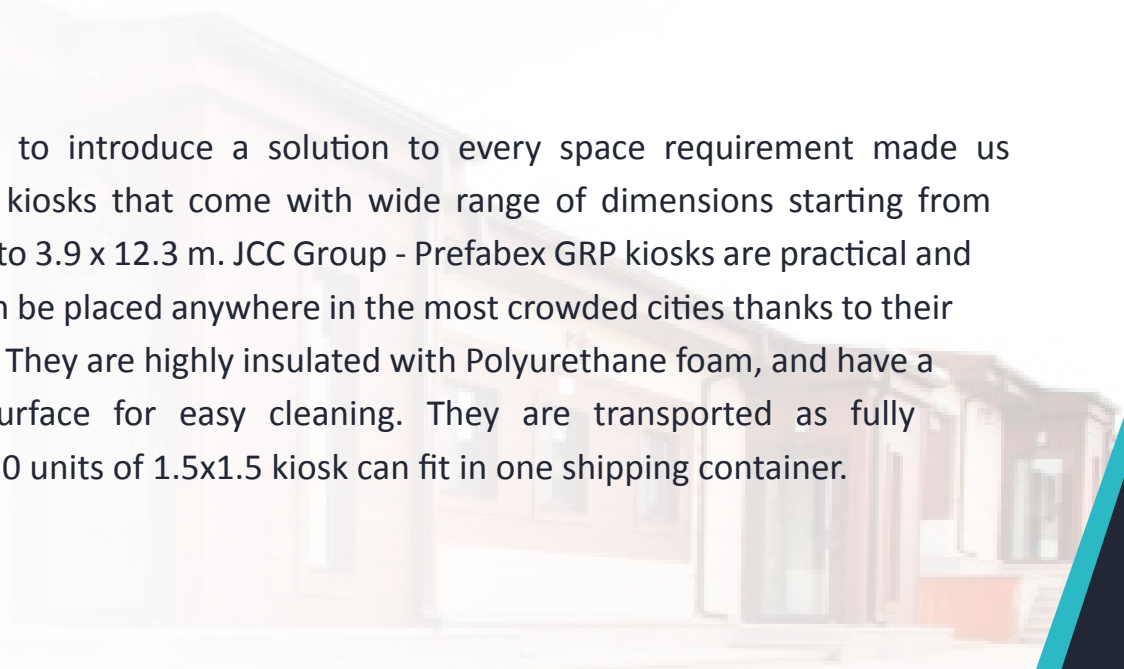 to introduce a solution to every space requirement made us
kiosks that come with wide range of dimensions starting from
to 3.9 x 12.3 m. JCC Group - Prefabex GRP kiosks are practical and
be placed anywhere in the most crowded cities thanks to their
They are highly insulated with Polyurethane foam, and have a
for easy cleaning. They are transported as fully
0 units of 1.5x1.5 kiosk can fit in one shipping container.